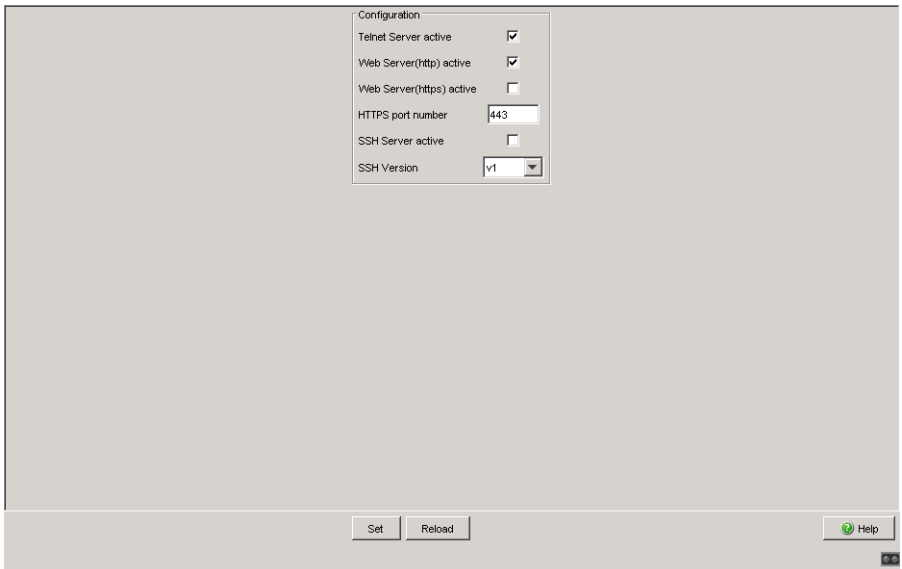 Configuration
Telnet Server active
Web Server(http) active
Web Server(https) active
HTTPS port number 443
SSH Server active
SSH Version v1
Set Reload Help